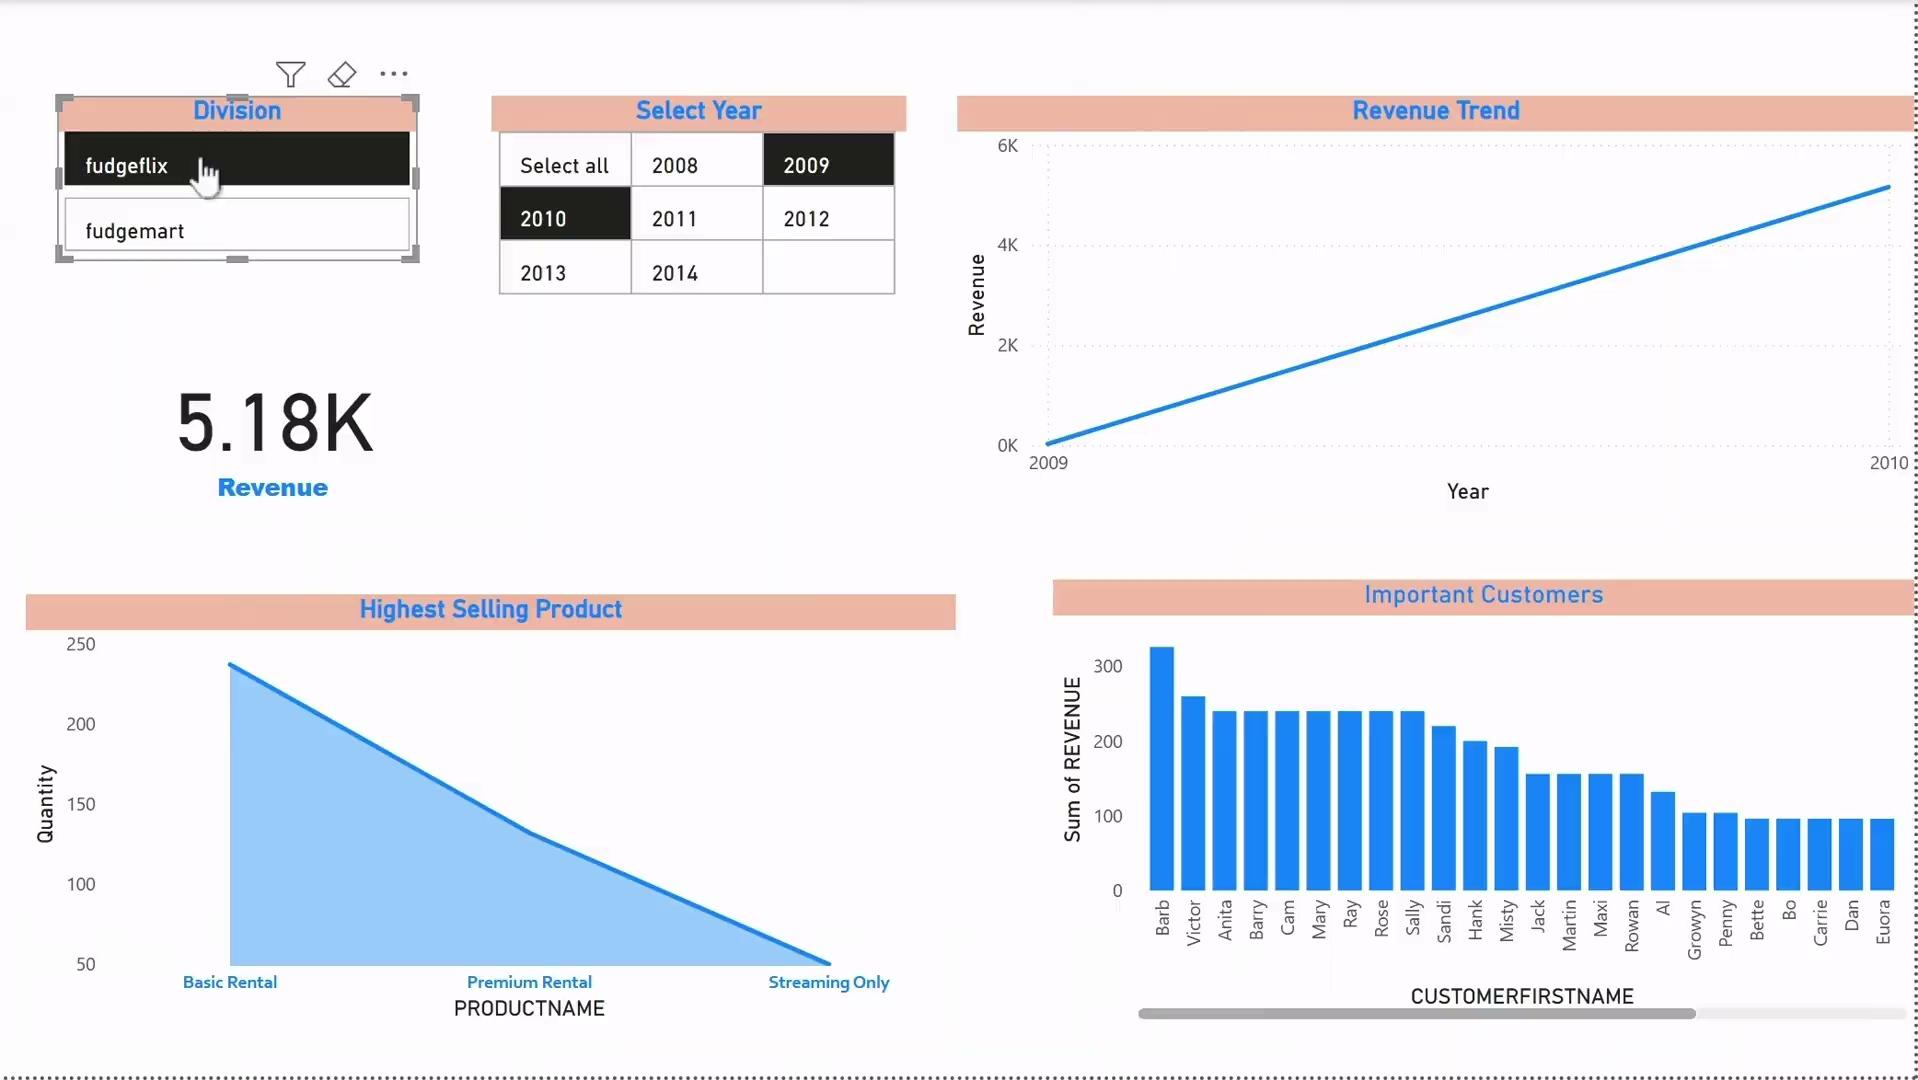 Division
fudgeflix
fudgemart
Select Year
Select all 2008 2009
2010 2011 2012
2013 2014
5.18K
Revenue
Revenue Trend
6K
4K
2K
0K
Revenue
2009 2010
Year
Highest Selling Product
250
200
150
100
50
Quantity
Basic Rental Premium Rental Streaming Only
PRODUCTNAME
Important Customers
300
200
100
0
Sum of REVENUE
Barb Victor Anita Barry Cam Mary Ray Rose Sally Sandi Hank Misty Jack Martin Maxi Rowan Al Growyn Penny Bette Bo Carrie Dan Euora
CUSTOMERFIRSTNAME